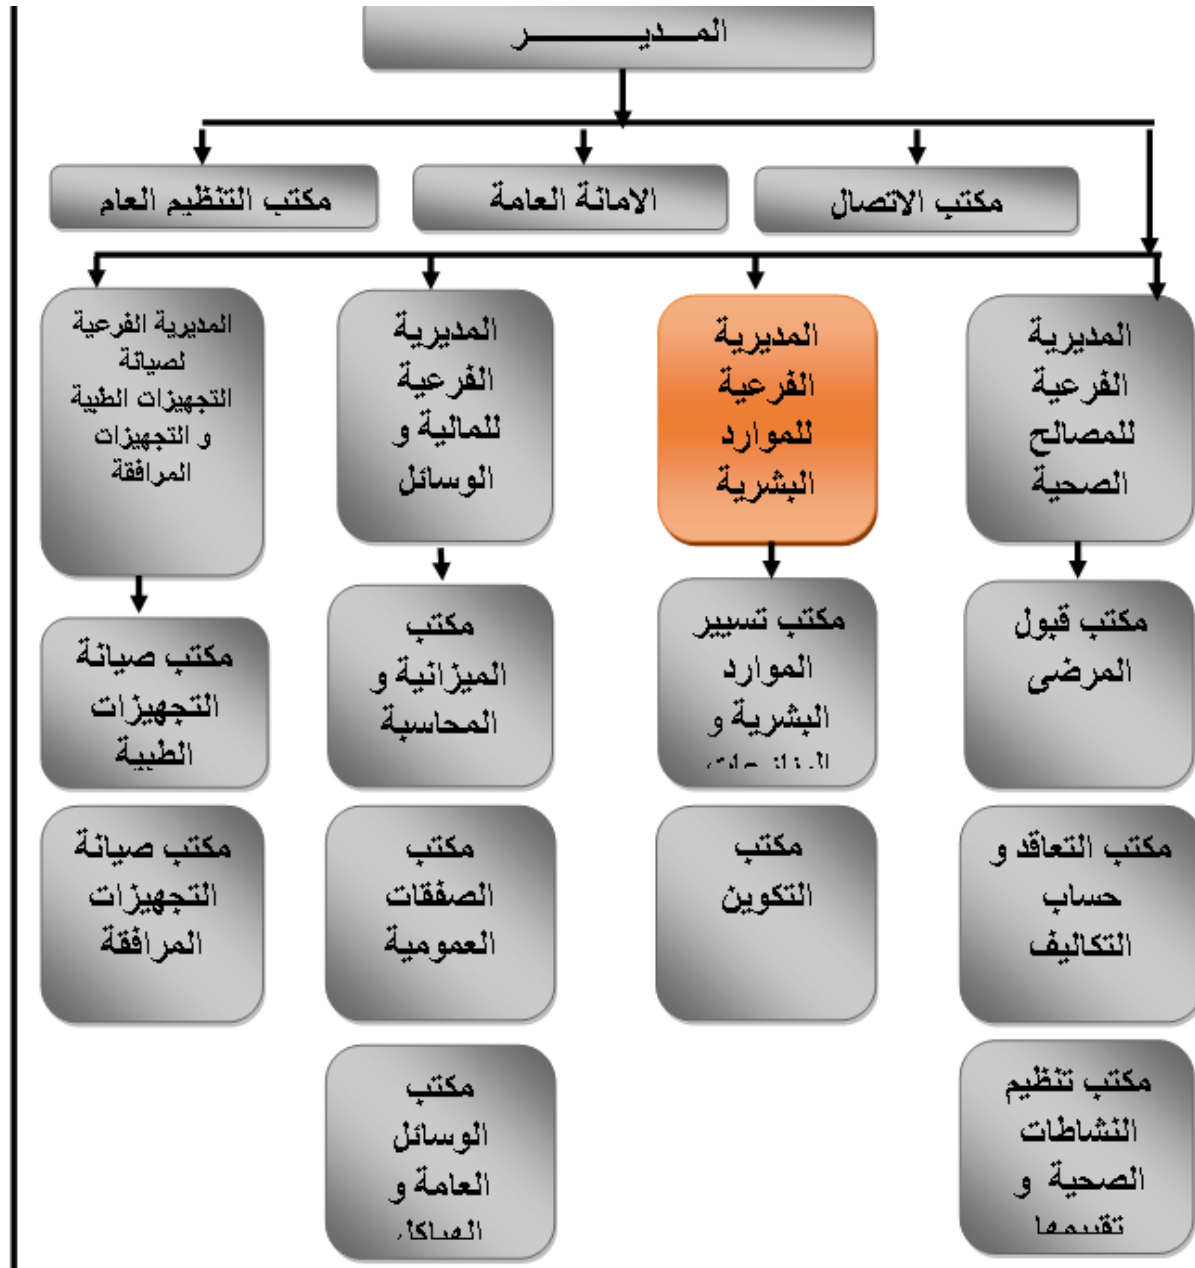 المـــديـــــــــــر
مكتب الاتصال
الامانة العامة
مكتب التنظيم العام
المديرية
الفرعية
للمصالح
الصحية
المديرية
الفرعية
للموارد
البشرية
المديرية
الفرعية
للمالية و
الوسائل
المديرية الفرعية
لصيانة
التجهيزات الطبية
و التجهيزات
المرافقة
مكتب قبول
المرضى
مكتب تسيير
الموارد
البشرية و
مكتب
الميزانية و
المحاسبة
مكتب صيانة
التجهيزات
الطبية
مكتب التعاقد و
حساب
التكاليف
مكتب
التكوين
مكتب
الصفقات
العمومية
مكتب صيانة
التجهيزات
المرافقة
مكتب تنظيم
النشاطات
الصحية و
تقييمها
مكتب
الوسائل
العامة و
الهياكل